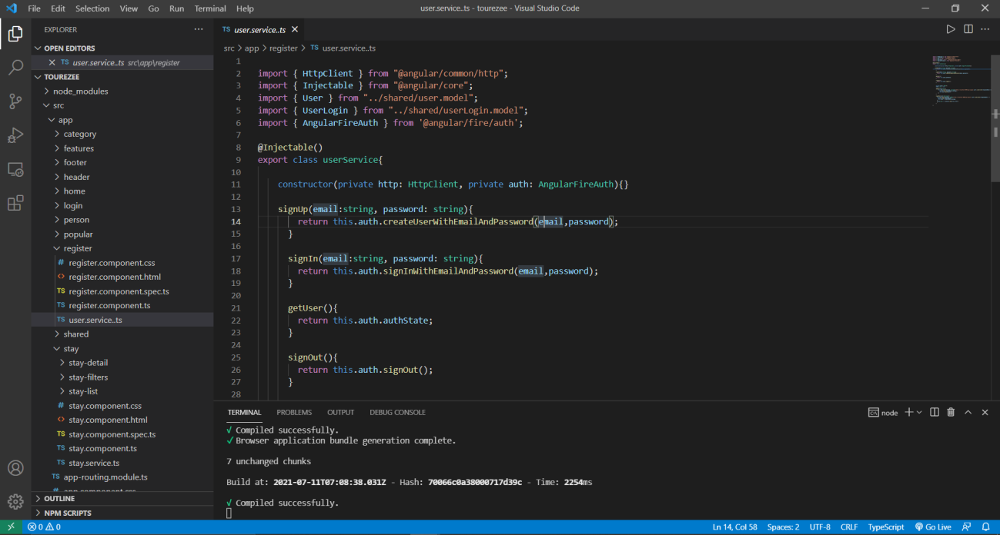 File Edit Selection View Go Run Terminal Help
user.service..ts - tourezee - Visual Studio Code
EXPLORER
OPEN EDITORS
TS user.service..ts src\app\register
TOUREZEE
node_modules
src
app
category
features
footer
header
home
login
person
popular
register
# register.component.css
<> register.component.html
TS register.component.spec.ts
TS register.component.ts
TS user.service..ts
shared
stay
stay-detail
stay-filters
stay-list
# stay.component.css
<> stay.component.html
TS stay.component.spec.ts
TS stay.component.ts
TS stay.service.ts
TS app-routing.module.ts
# app.component.css
OUTLINE
NPM SCRIPTS
TS user.service..ts
src > app > register > TS user.service..ts
1
2 import { HttpClient } from "@angular/common/http";
3 import { Injectable } from "@angular/core";
4 import { User } from "../shared/user.model";
5 import { UserLogin } from "../shared/userLogin.model";
6 import { AngularFireAuth } from '@angular/fire/auth';
7
8 @Injectable()
9 export class userService{
10
11 constructor(private http: HttpClient, private auth: AngularFireAuth){}
12
13 signUp(email:string, password: string){
14 return this.auth.createUserWithEmailAndPassword(email,password);
15 }
16
17 signIn(email:string, password: string){
18 return this.auth.signInWithEmailAndPassword(email,password);
19 }
20
21 getUser(){
22 return this.auth.authState;
23 }
24
25 signOut(){
26 return this.auth.signOut();
27 }
28
TERMINAL PROBLEMS OUTPUT DEBUG CONSOLE
node
√ Compiled successfully.
✓ Browser application bundle generation complete.
7 unchanged chunks
Build at: 2021-07-11T07:08:38.031Z - Hash: 70066c0a38000717d39c - Time: 2254ms
√ Compiled successfully.
0 0
Ln 14, Col 58 Spaces: 2 UTF-8 CRLF TypeScript Go Live